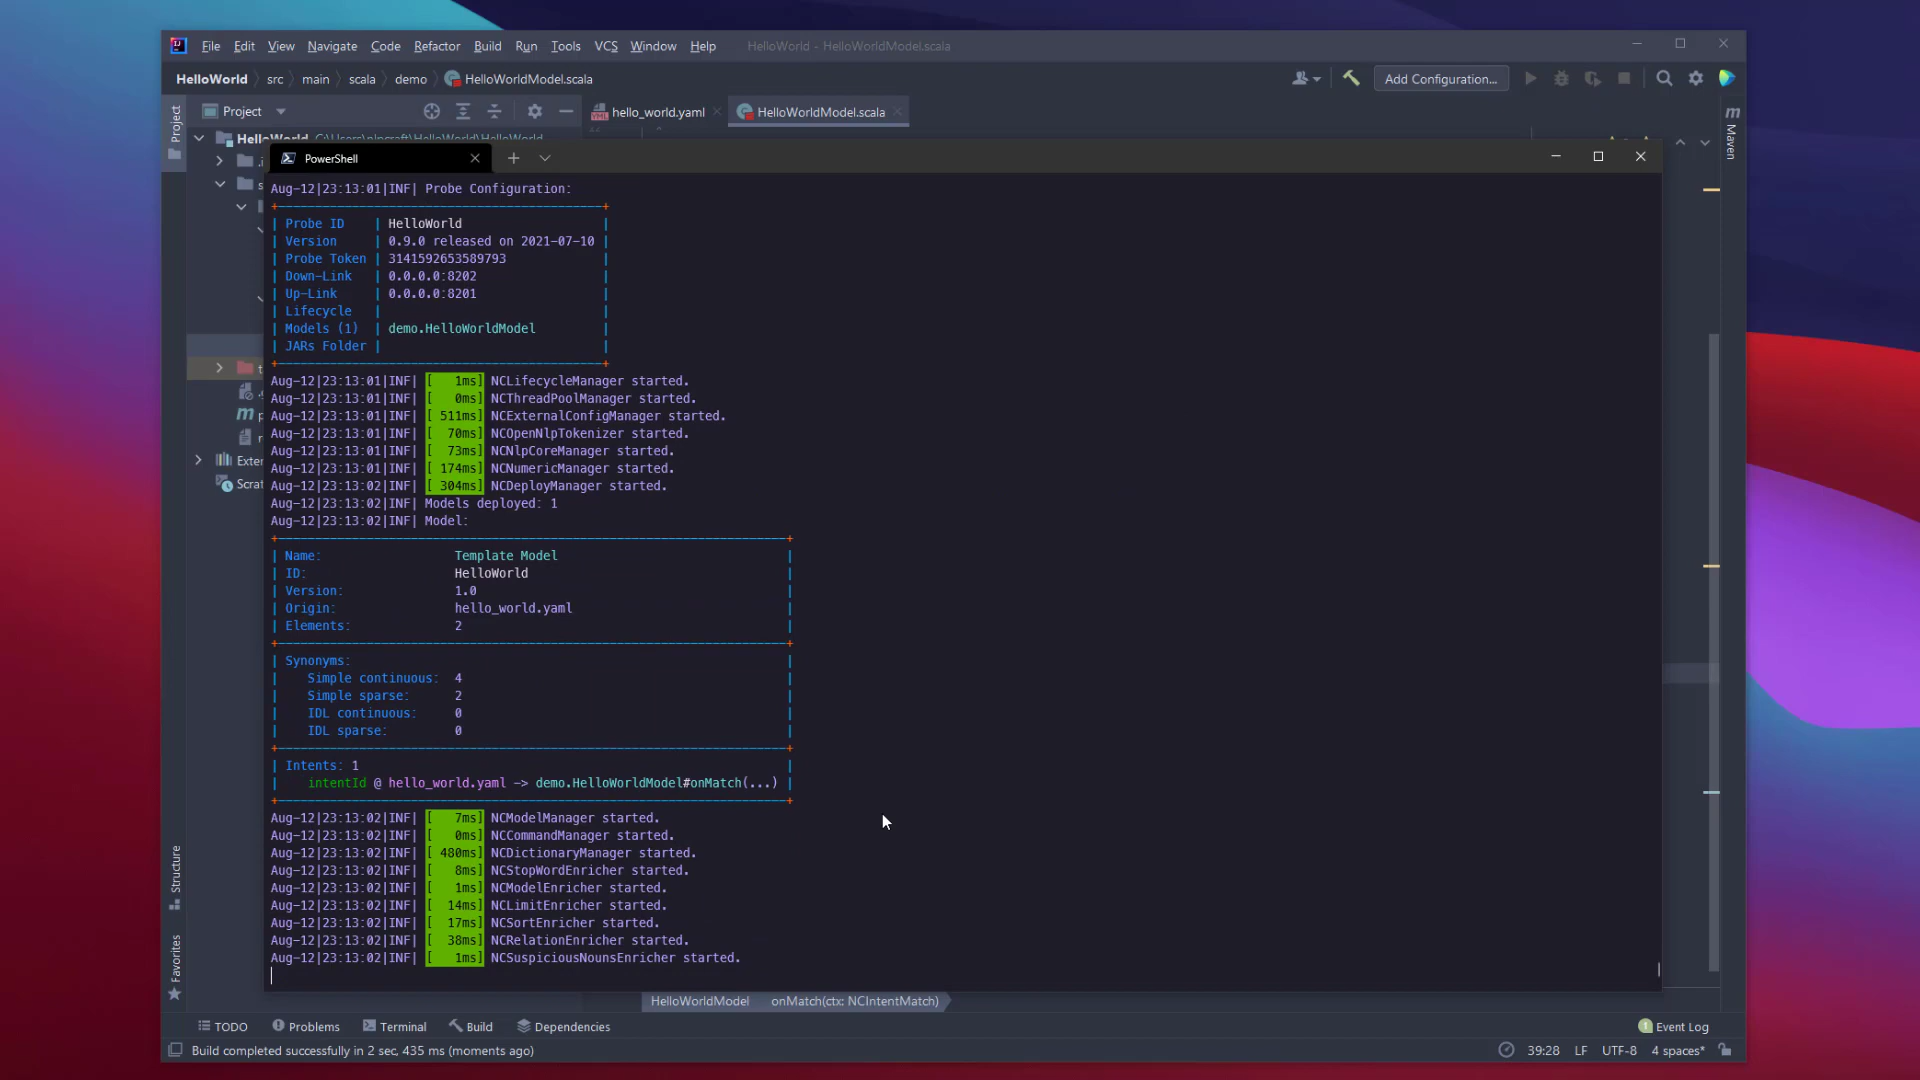 File Edit View Navigate Code Refactor Build Run Tools VCS Window Help HelloWorld - HelloWorldModel.scala
HelloWorld src main scala demo HelloWorldModel.scala Add Configuration...
Project Project hello_world.yaml HelloWorldModel.scala
Maven
HelloWorld C:\Users\nlpcraft\HelloWorld\HelloWorld
PowerShell
Aug-12|23:13:01|INF| Probe Configuration:
Probe ID | HelloWorld
Version | 0.9.0 released on 2021-07-10
Probe Token | 3141592653589793
Down-Link | 0.0.0.0:8202
Up-Link | 0.0.0.0:8201
Lifecycle |
Models (1) | demo.HelloWorldModel
JARs Folder |
Aug-12|23:13:01|INF| [ 1ms] NCLifecycleManager started.
Aug-12|23:13:01|INF| [ 0ms] NCThreadPoolManager started.
Aug-12|23:13:01|INF| [ 511ms] NCExternalConfigManager started.
Aug-12|23:13:01|INF| [ 70ms] NCOpenNlpTokenizer started.
Aug-12|23:13:01|INF| [ 73ms] NCNlpCoreManager started.
Aug-12|23:13:01|INF| [ 174ms] NCNumericManager started.
Aug-12|23:13:02|INF| [ 304ms] NCDeployManager started.
Aug-12|23:13:02|INF| Models deployed: 1
Aug-12|23:13:02|INF| Model:
Name: Template Model
ID: HelloWorld
Version: 1.0
Origin: hello_world.yaml
Elements: 2
Synonyms:
Simple continuous: 4
Simple sparse: 2
IDL continuous: 0
IDL sparse: 0
Intents: 1
intentId @ hello_world.yaml -> demo.HelloWorldModel#onMatch(...)
Aug-12|23:13:02|INF| [ 7ms] NCModelManager started.
Aug-12|23:13:02|INF| [ 0ms] NCCommandManager started.
Aug-12|23:13:02|INF| [ 480ms] NCDictionaryManager started.
Aug-12|23:13:02|INF| [ 8ms] NCStopWordEnricher started.
Aug-12|23:13:02|INF| [ 1ms] NCModelEnricher started.
Aug-12|23:13:02|INF| [ 14ms] NCLimitEnricher started.
Aug-12|23:13:02|INF| [ 17ms] NCSortEnricher started.
Aug-12|23:13:02|INF| [ 38ms] NCRelationEnricher started.
Aug-12|23:13:02|INF| [ 1ms] NCSuspiciousNounsEnricher started.
Structure
Favorites
HelloWorldModel onMatch(ctx: NCIntentMatch)
TODO Problems Terminal Build Dependencies 1 Event Log
Build completed successfully in 2 sec, 435 ms (moments ago) 39:28 LF UTF-8 4 spaces*